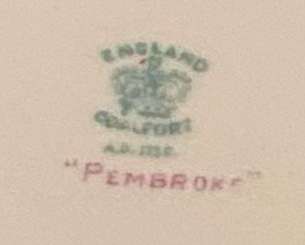 ENGLAND
COALPORT
A.D. 1750
"PEMBROKE"